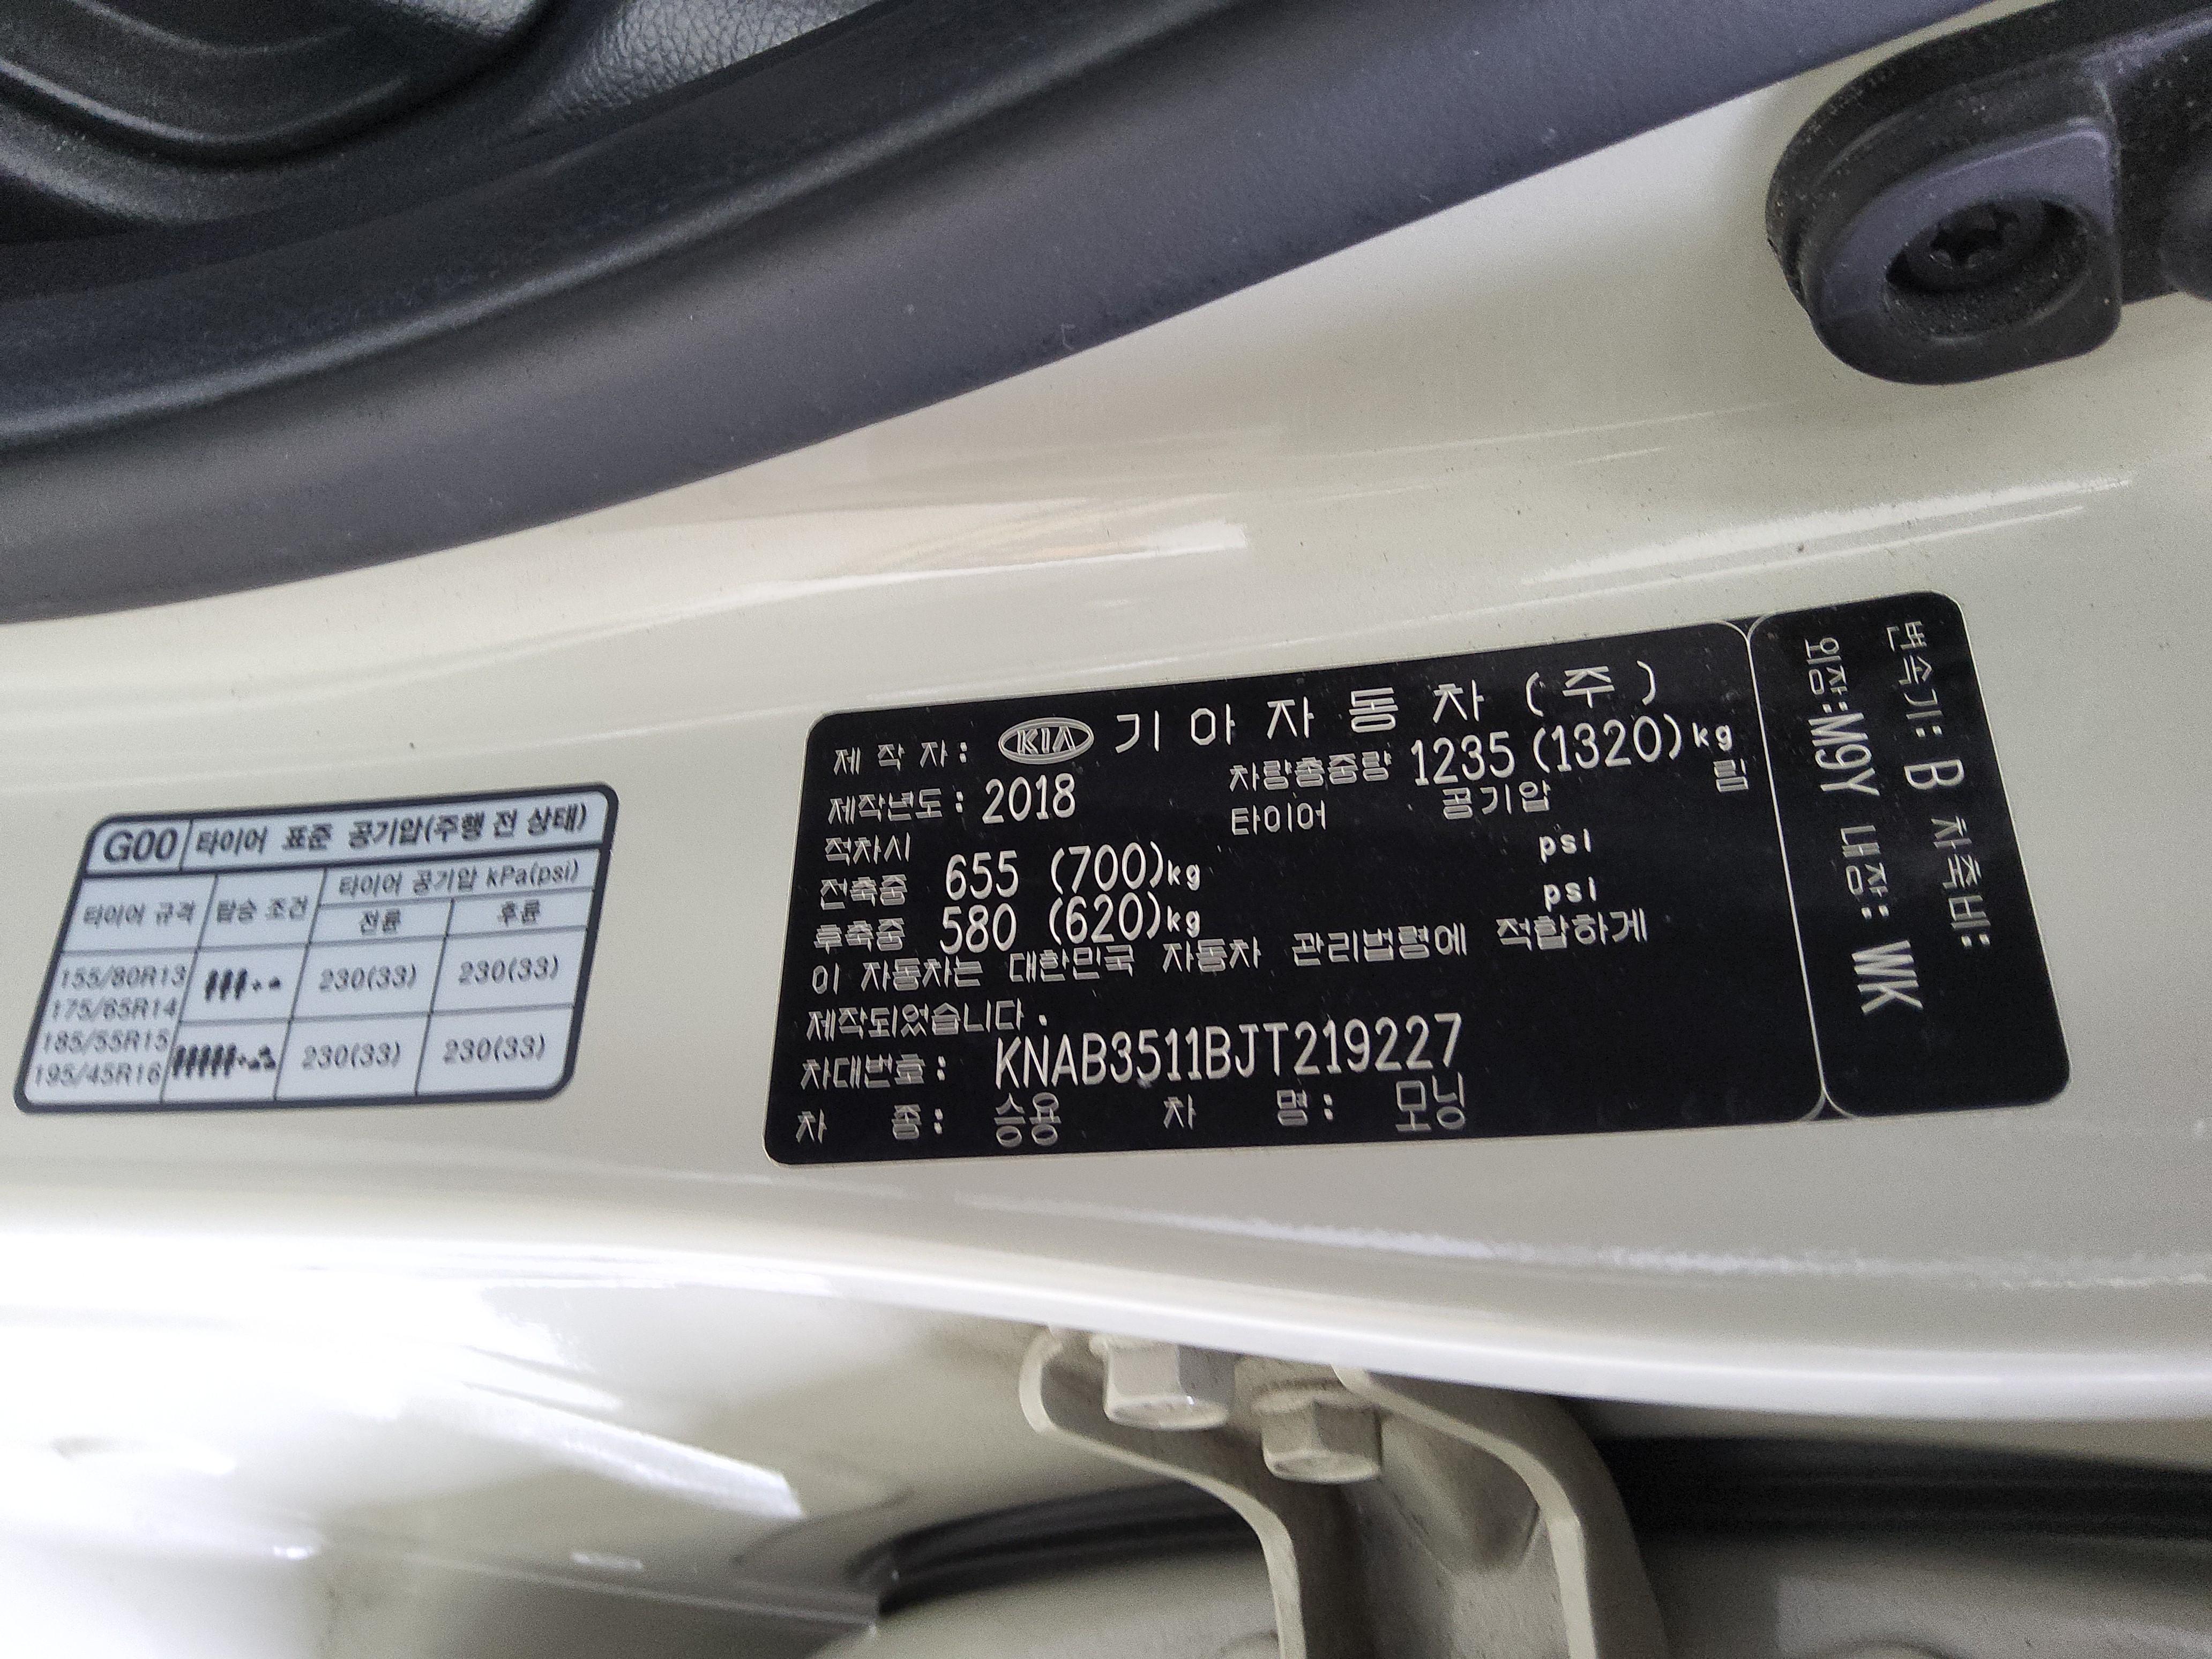 G00 타이어 표준 공기압(주행 전 상태)
타이어 규격 탑승 조건 타이어 공기압 kPa(psi)
전륜 후륜
155/80R13
175/65R14
185/55R15
195/45R16
230(33) 230(33)
230(33) 230(33)
제 작 자 : KIA 기 아 자 동 차 ( 주 )
제작년도 : 2018 차량총중량 1235 (1320) kg
적차시 타이어 공기압 림
전축중 655 (700)kg psi
후축중 580 (620)kg psi
이 자동차는 대한민국 자동차 관리법령에 적합하게
제작되었습니다.
차대번호 : KNAB3511BJT219227
차 종 : 승용 차 명 : 모닝
변속기: B 차축비:
외장:M9Y 내장: WK